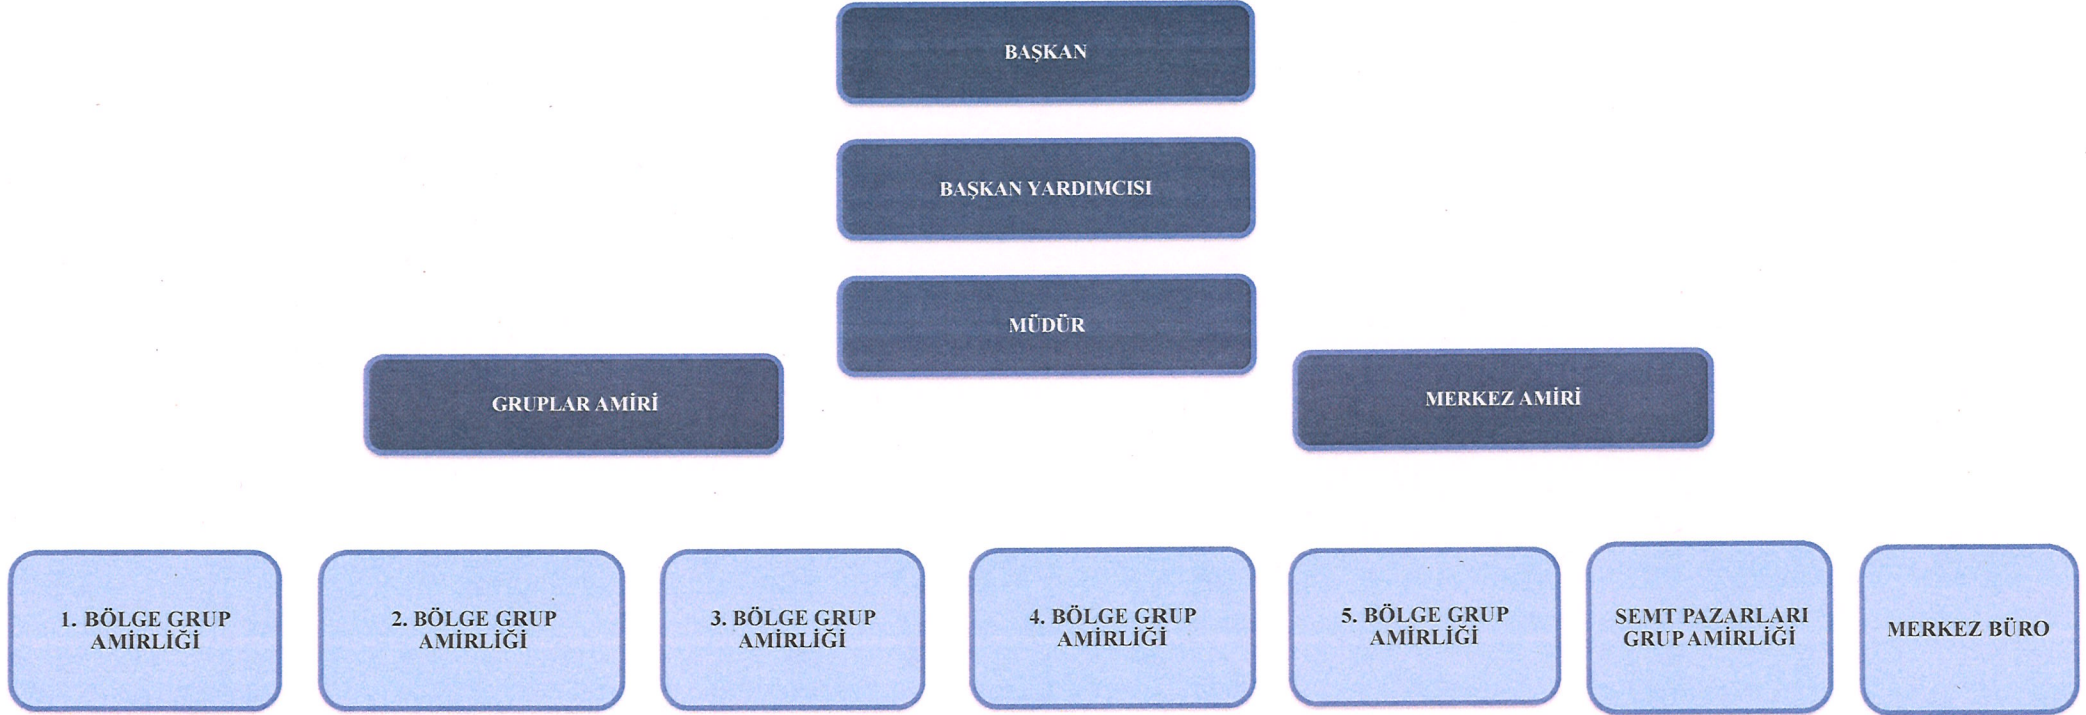 BAŞKAN
BAŞKAN YARDIMCISI
MÜDÜR
GRUPLAR AMİRİ
MERKEZ AMİRİ
1. BÖLGE GRUP
AMİRLİĞİ
2. BÖLGE GRUP
AMİRLİĞİ
3. BÖLGE GRUP
AMİRLİĞİ
4. BÖLGE GRUP
AMİRLİĞİ
5. BÖLGE GRUP
AMİRLİĞİ
SEMT PAZARLARI
GRUP AMİRLİĞİ
MERKEZ BÜRO